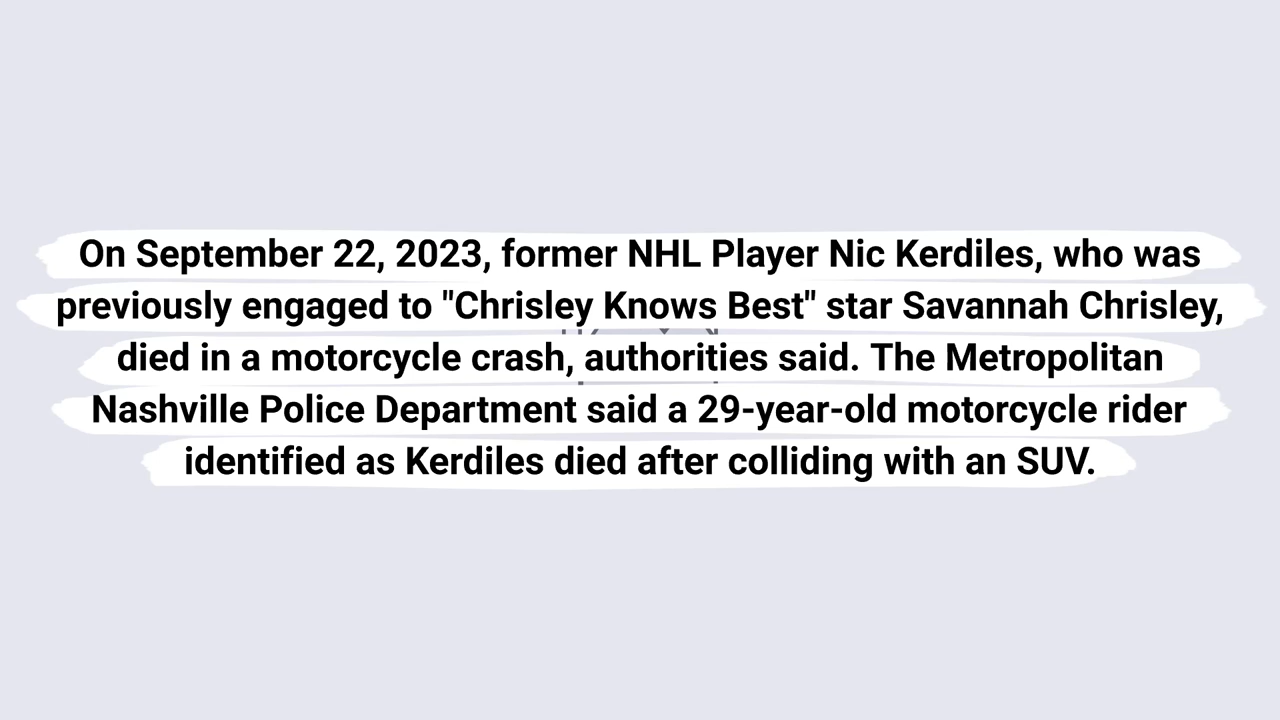 On September 22, 2023, former NHL Player Nic Kerdiles, who was
previously engaged to "Chrisley Knows Best" star Savannah Chrisley,
died in a motorcycle crash, authorities said. The Metropolitan
Nashville Police Department said a 29-year-old motorcycle rider
identified as Kerdiles died after colliding with an SUV.